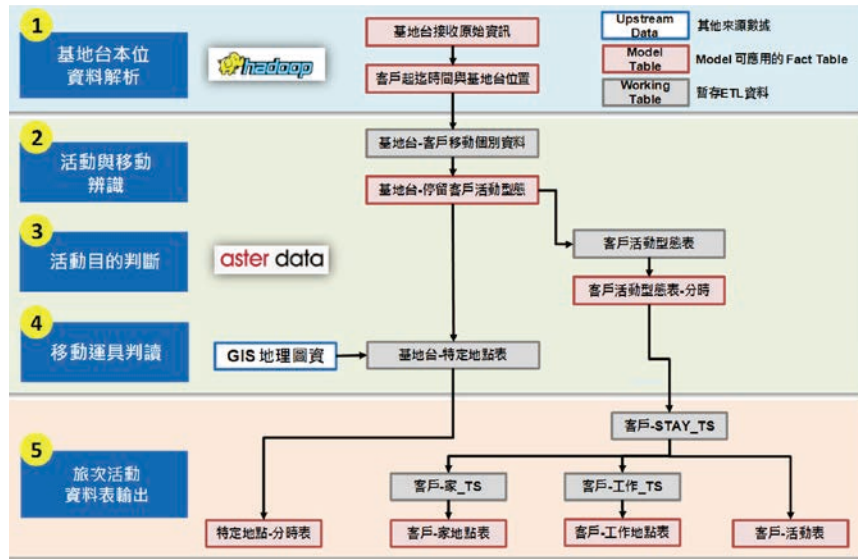 1
基地台本位
資料解析
hadoop
基地台接收原始資訊
客戶起迄時間與基地台位置
Upstream
Data
其他來源數據
Model
Table
Model 可應用的 Fact Table
Working
Table
暫存ETL資料
2
活動與移動
辨識
基地台-客戶移動個別資料
基地台-停留客戶活動型態
3
活動目的判斷
aster data
客戶活動型態表
客戶活動型態表-分時
4
移動運具判讀
GIS 地理圖資
基地台-特定地點表
5
旅次活動
資料表輸出
客戶-STAY_TS
客戶-家_TS
客戶-工作_TS
特定地點-分時表
客戶-家地點表
客戶-工作地點表
客戶-活動表